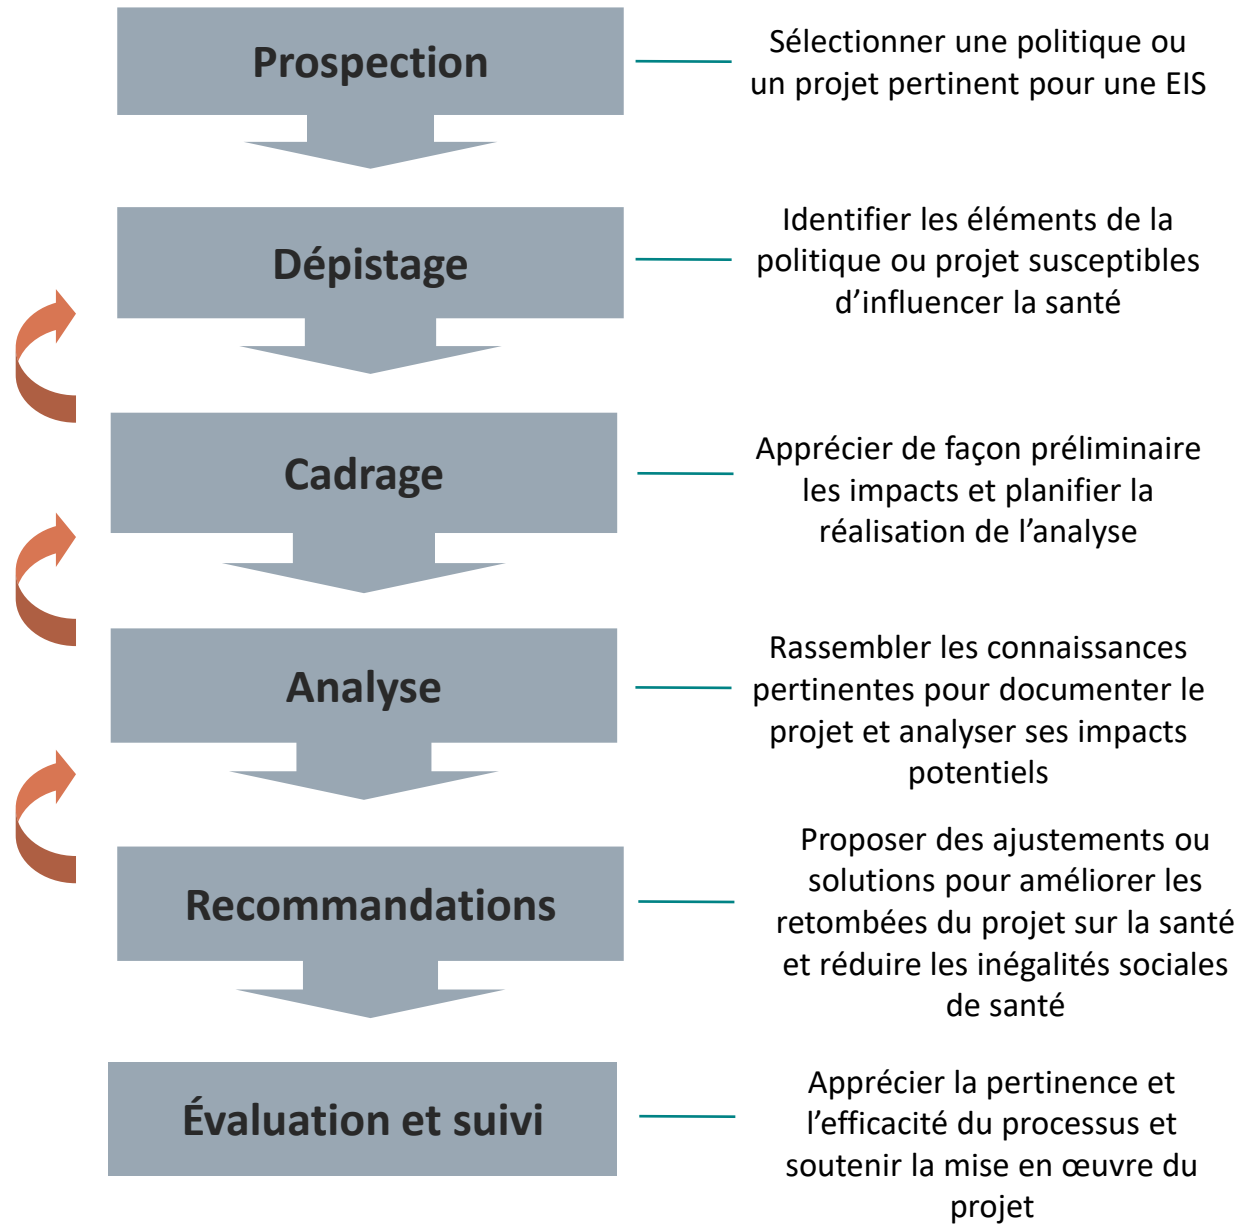 Prospection
Sélectionner une politique ou
un projet pertinent pour une EIS
Dépistage
Identifier les éléments de la
politique ou projet susceptibles
d’influencer la santé
Cadrage
Apprécier de façon préliminaire
les impacts et planifier la
réalisation de l’analyse
Analyse
Rassembler les connaissances
pertinentes pour documenter le
projet et analyser ses impacts
potentiels
Recommandations
Proposer des ajustements ou
solutions pour améliorer les
retombées du projet sur la santé
et réduire les inégalités sociales
de santé
Évaluation et suivi
Apprécier la pertinence et
l’efficacité du processus et
soutenir la mise en œuvre du
projet